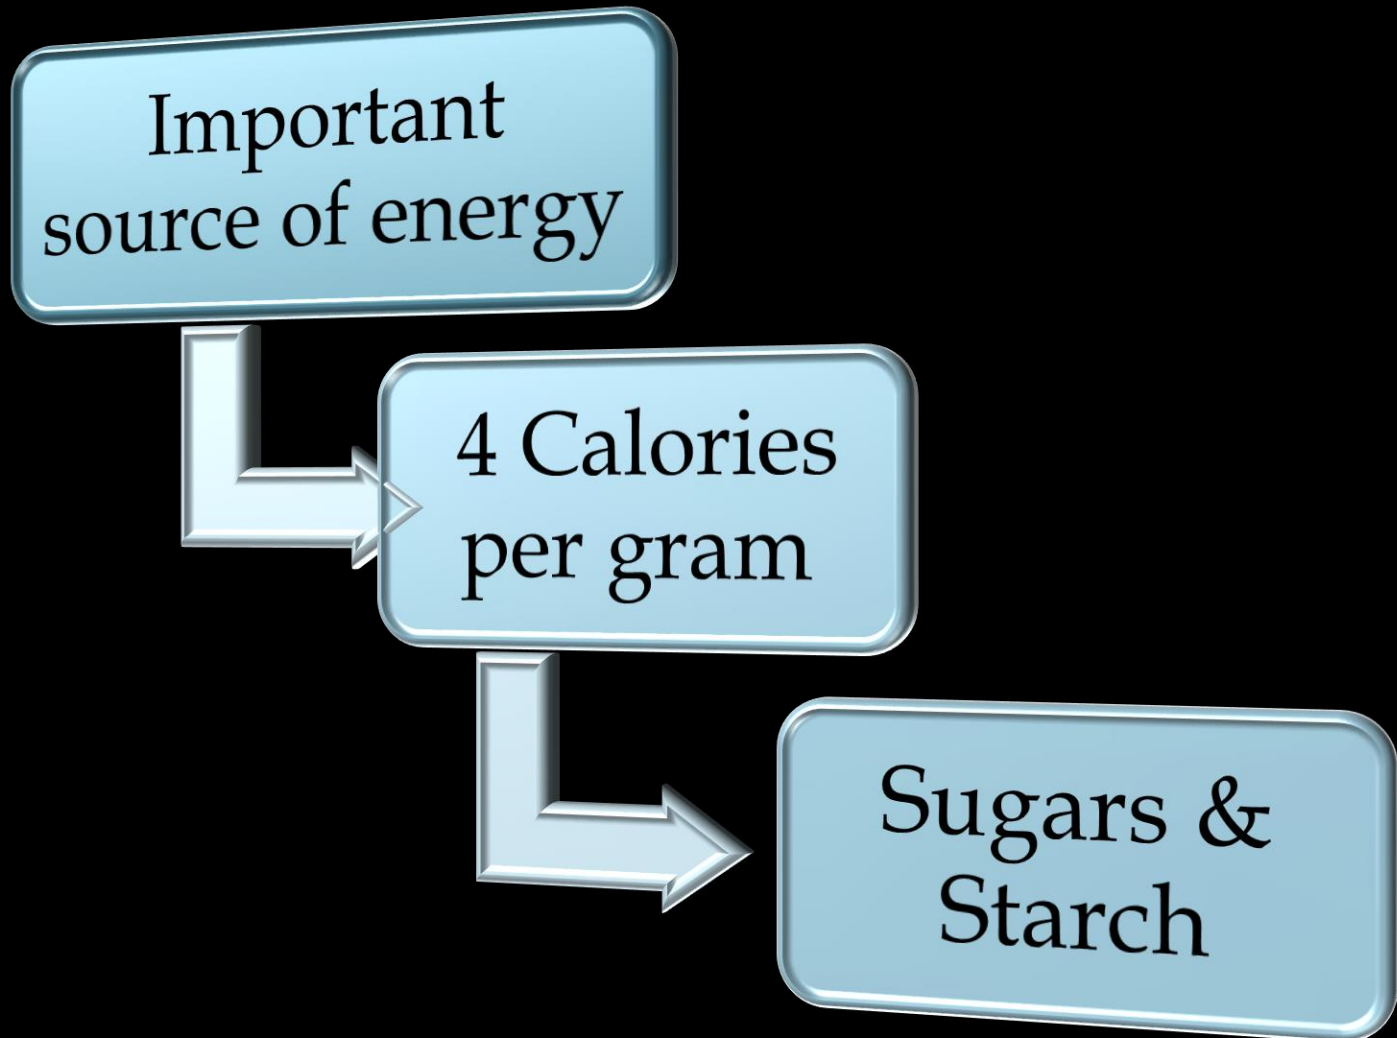 Important
source of energy
4 Calories
per gram
Sugars &
Starch